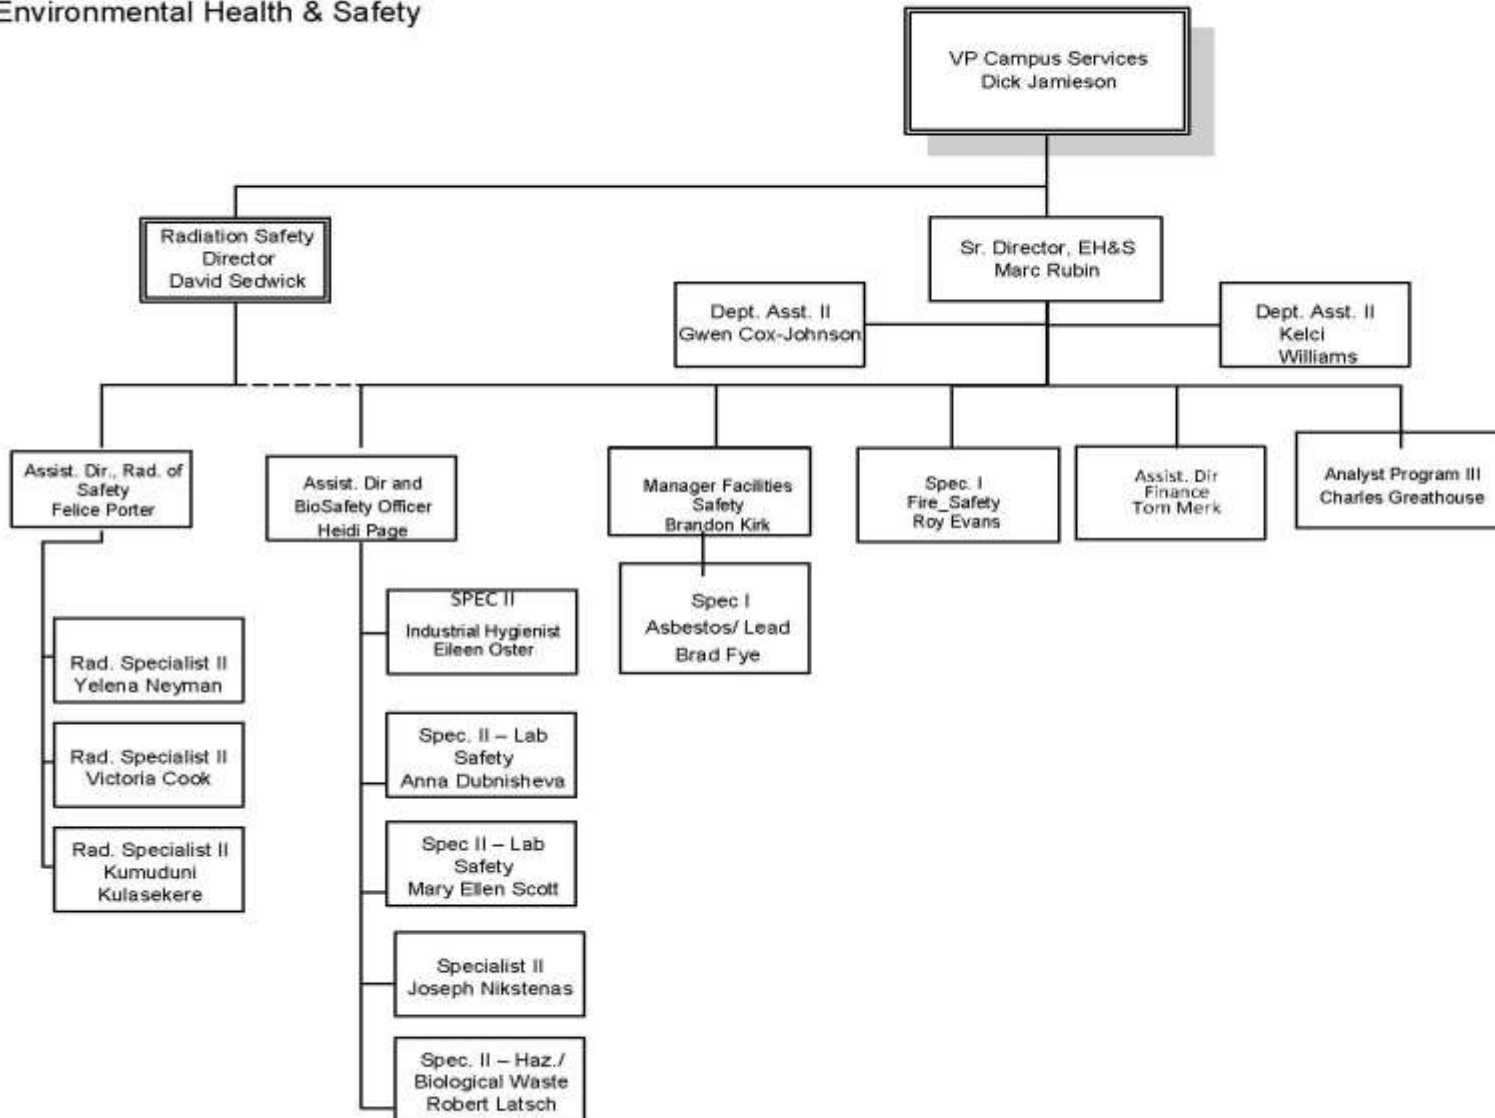 Environmental Health & Safety
VP Campus Services
Dick Jamieson
Radiation Safety
Director
David Sedwick
Sr. Director, EH&S
Marc Rubin
Dept. Asst. II
Gwen Cox-Johnson
Dept. Asst. II
Kelci
Williams
Assist. Dir., Rad. of
Safety
Felice Porter
Assist. Dir and
BioSafety Officer
Heidi Page
Manager Facilities
Safety
Brandon Kirk
Spec. I
Fire_Safety
Roy Evans
Assist. Dir
Finance
Tom Merk
Analyst Program III
Charles Greathouse
Rad. Specialist II
Yelena Neyman
Rad. Specialist II
Victoria Cook
Rad. Specialist II
Kumuduni
Kulasekere
SPEC II
Industrial Hygienist
Eileen Oster
Spec. II – Lab
Safety
Anna Dubnisheva
Spec II – Lab
Safety
Mary Ellen Scott
Specialist II
Joseph Nikstenas
Spec. II – Haz./
Biological Waste
Robert Latsch
Spec I
Asbestos/ Lead
Brad Fye